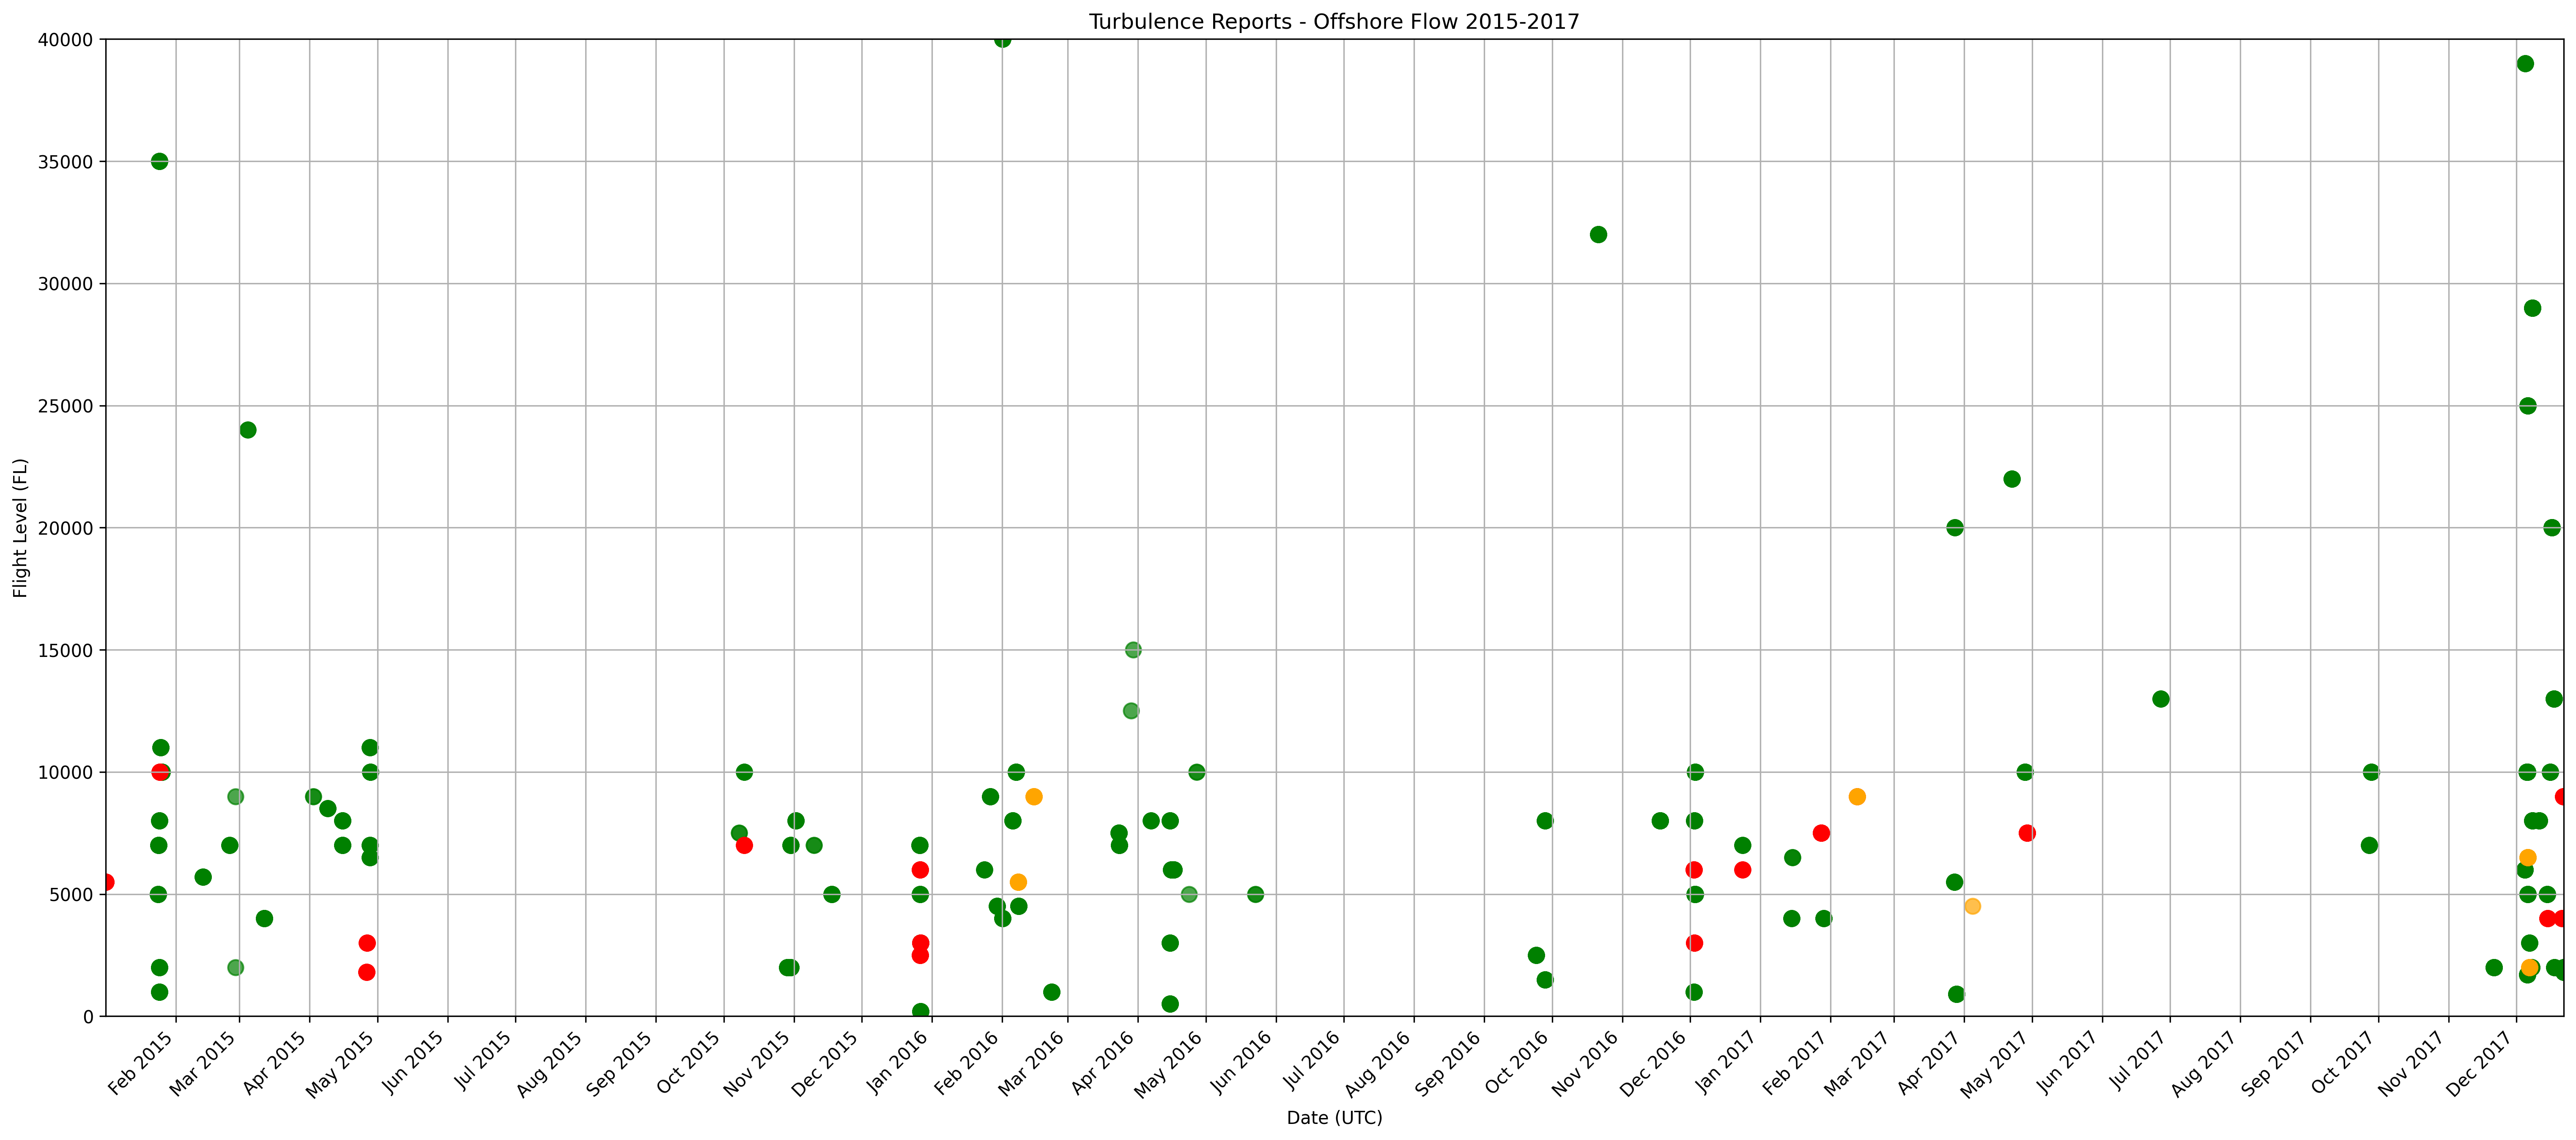 Turbulence Reports - Offshore Flow 2015-2017
40000
35000
30000
25000
20000
15000
10000
5000
0
Flight Level (FL)
Feb 2015
Mar 2015
Apr 2015
May 2015
Jun 2015
Jul 2015
Aug 2015
Sep 2015
Oct 2015
Nov 2015
Dec 2015
Jan 2016
Feb 2016
Mar 2016
Apr 2016
May 2016
Jun 2016
Jul 2016
Aug 2016
Sep 2016
Oct 2016
Nov 2016
Dec 2016
Jan 2017
Feb 2017
Mar 2017
Apr 2017
May 2017
Jun 2017
Jul 2017
Aug 2017
Sep 2017
Oct 2017
Nov 2017
Dec 2017
Date (UTC)